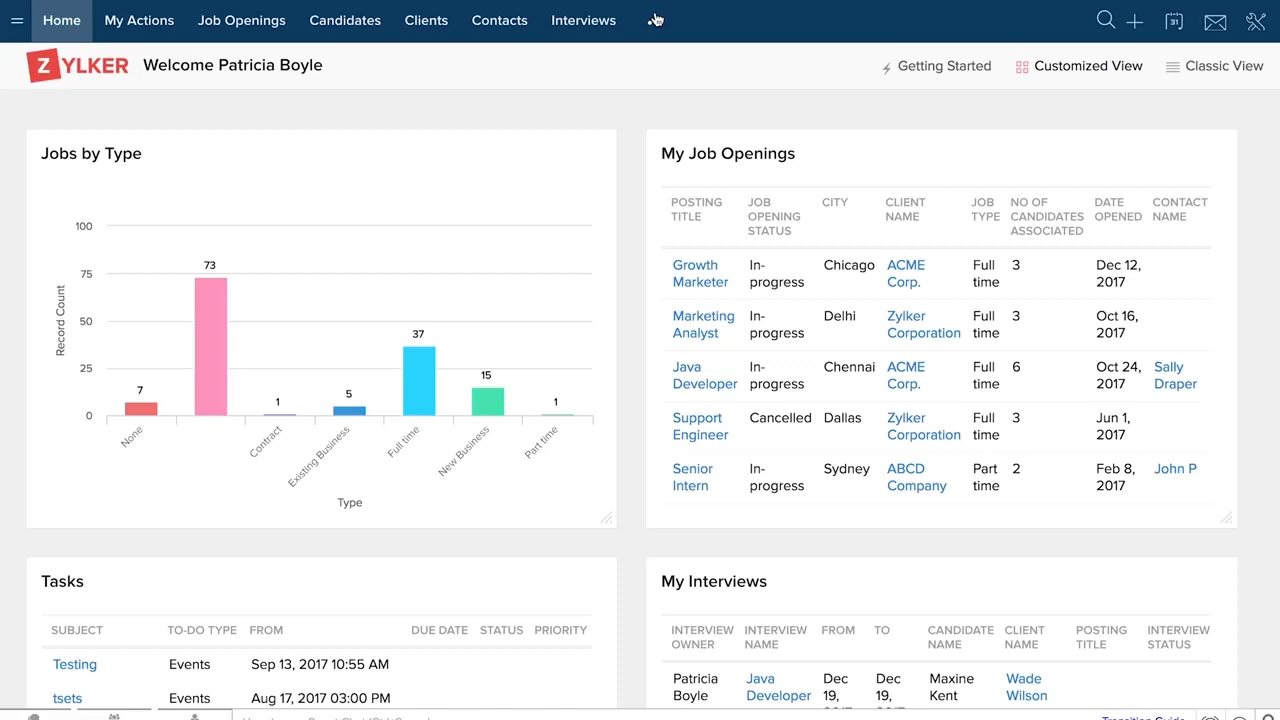 Home My Actions Job Openings Candidates Clients Contacts Interviews
31
ZYLKER Welcome Patricia Boyle
Getting Started Customized View Classic View
Jobs by Type
100
75
50
25
0
Record Count
7
73
1
5
37
15
1
None
Contract
Existing Business
Full time
New Business
Part time
Type
My Job Openings
POSTING TITLE JOB OPENING STATUS CITY CLIENT NAME JOB TYPE NO OF CANDIDATES ASSOCIATED DATE OPENED CONTACT NAME
Growth Marketer In-progress Chicago ACME Corp. Full time 3 Dec 12, 2017
Marketing Analyst In-progress Delhi Zylker Corporation Full time 3 Oct 16, 2017
Java Developer In-progress Chennai ACME Corp. Full time 6 Oct 24, 2017 Sally Draper
Support Engineer Cancelled Dallas Zylker Corporation Full time 3 Jun 1, 2017
Senior Intern In-progress Sydney ABCD Company Part time 2 Feb 8, 2017 John P
Tasks
SUBJECT TO-DO TYPE FROM DUE DATE STATUS PRIORITY
Testing Events Sep 13, 2017 10:55 AM
tsets Events Aug 17, 2017 03:00 PM
My Interviews
INTERVIEW OWNER INTERVIEW NAME FROM TO CANDIDATE NAME CLIENT NAME POSTING TITLE INTERVIEW STATUS
Patricia Boyle Java Developer Dec 19, Dec 19, Maxine Kent Wade Wilson